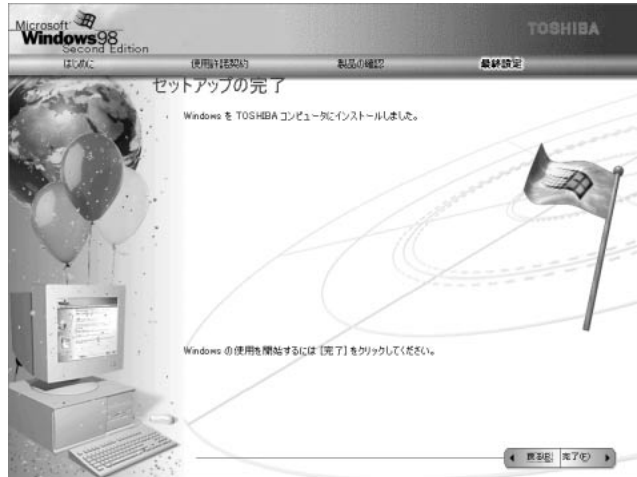 Microsoft
Windows98
Second Edition
TOSHIBA
はじめに
使用許諾契約
製品の確認
最終設定
セットアップの完了
Windows を TOSHIBA コンピュータにインストールしました。
Windows の使用を開始するには [完了] をクリックしてください。
戻る(B)
完了(F)